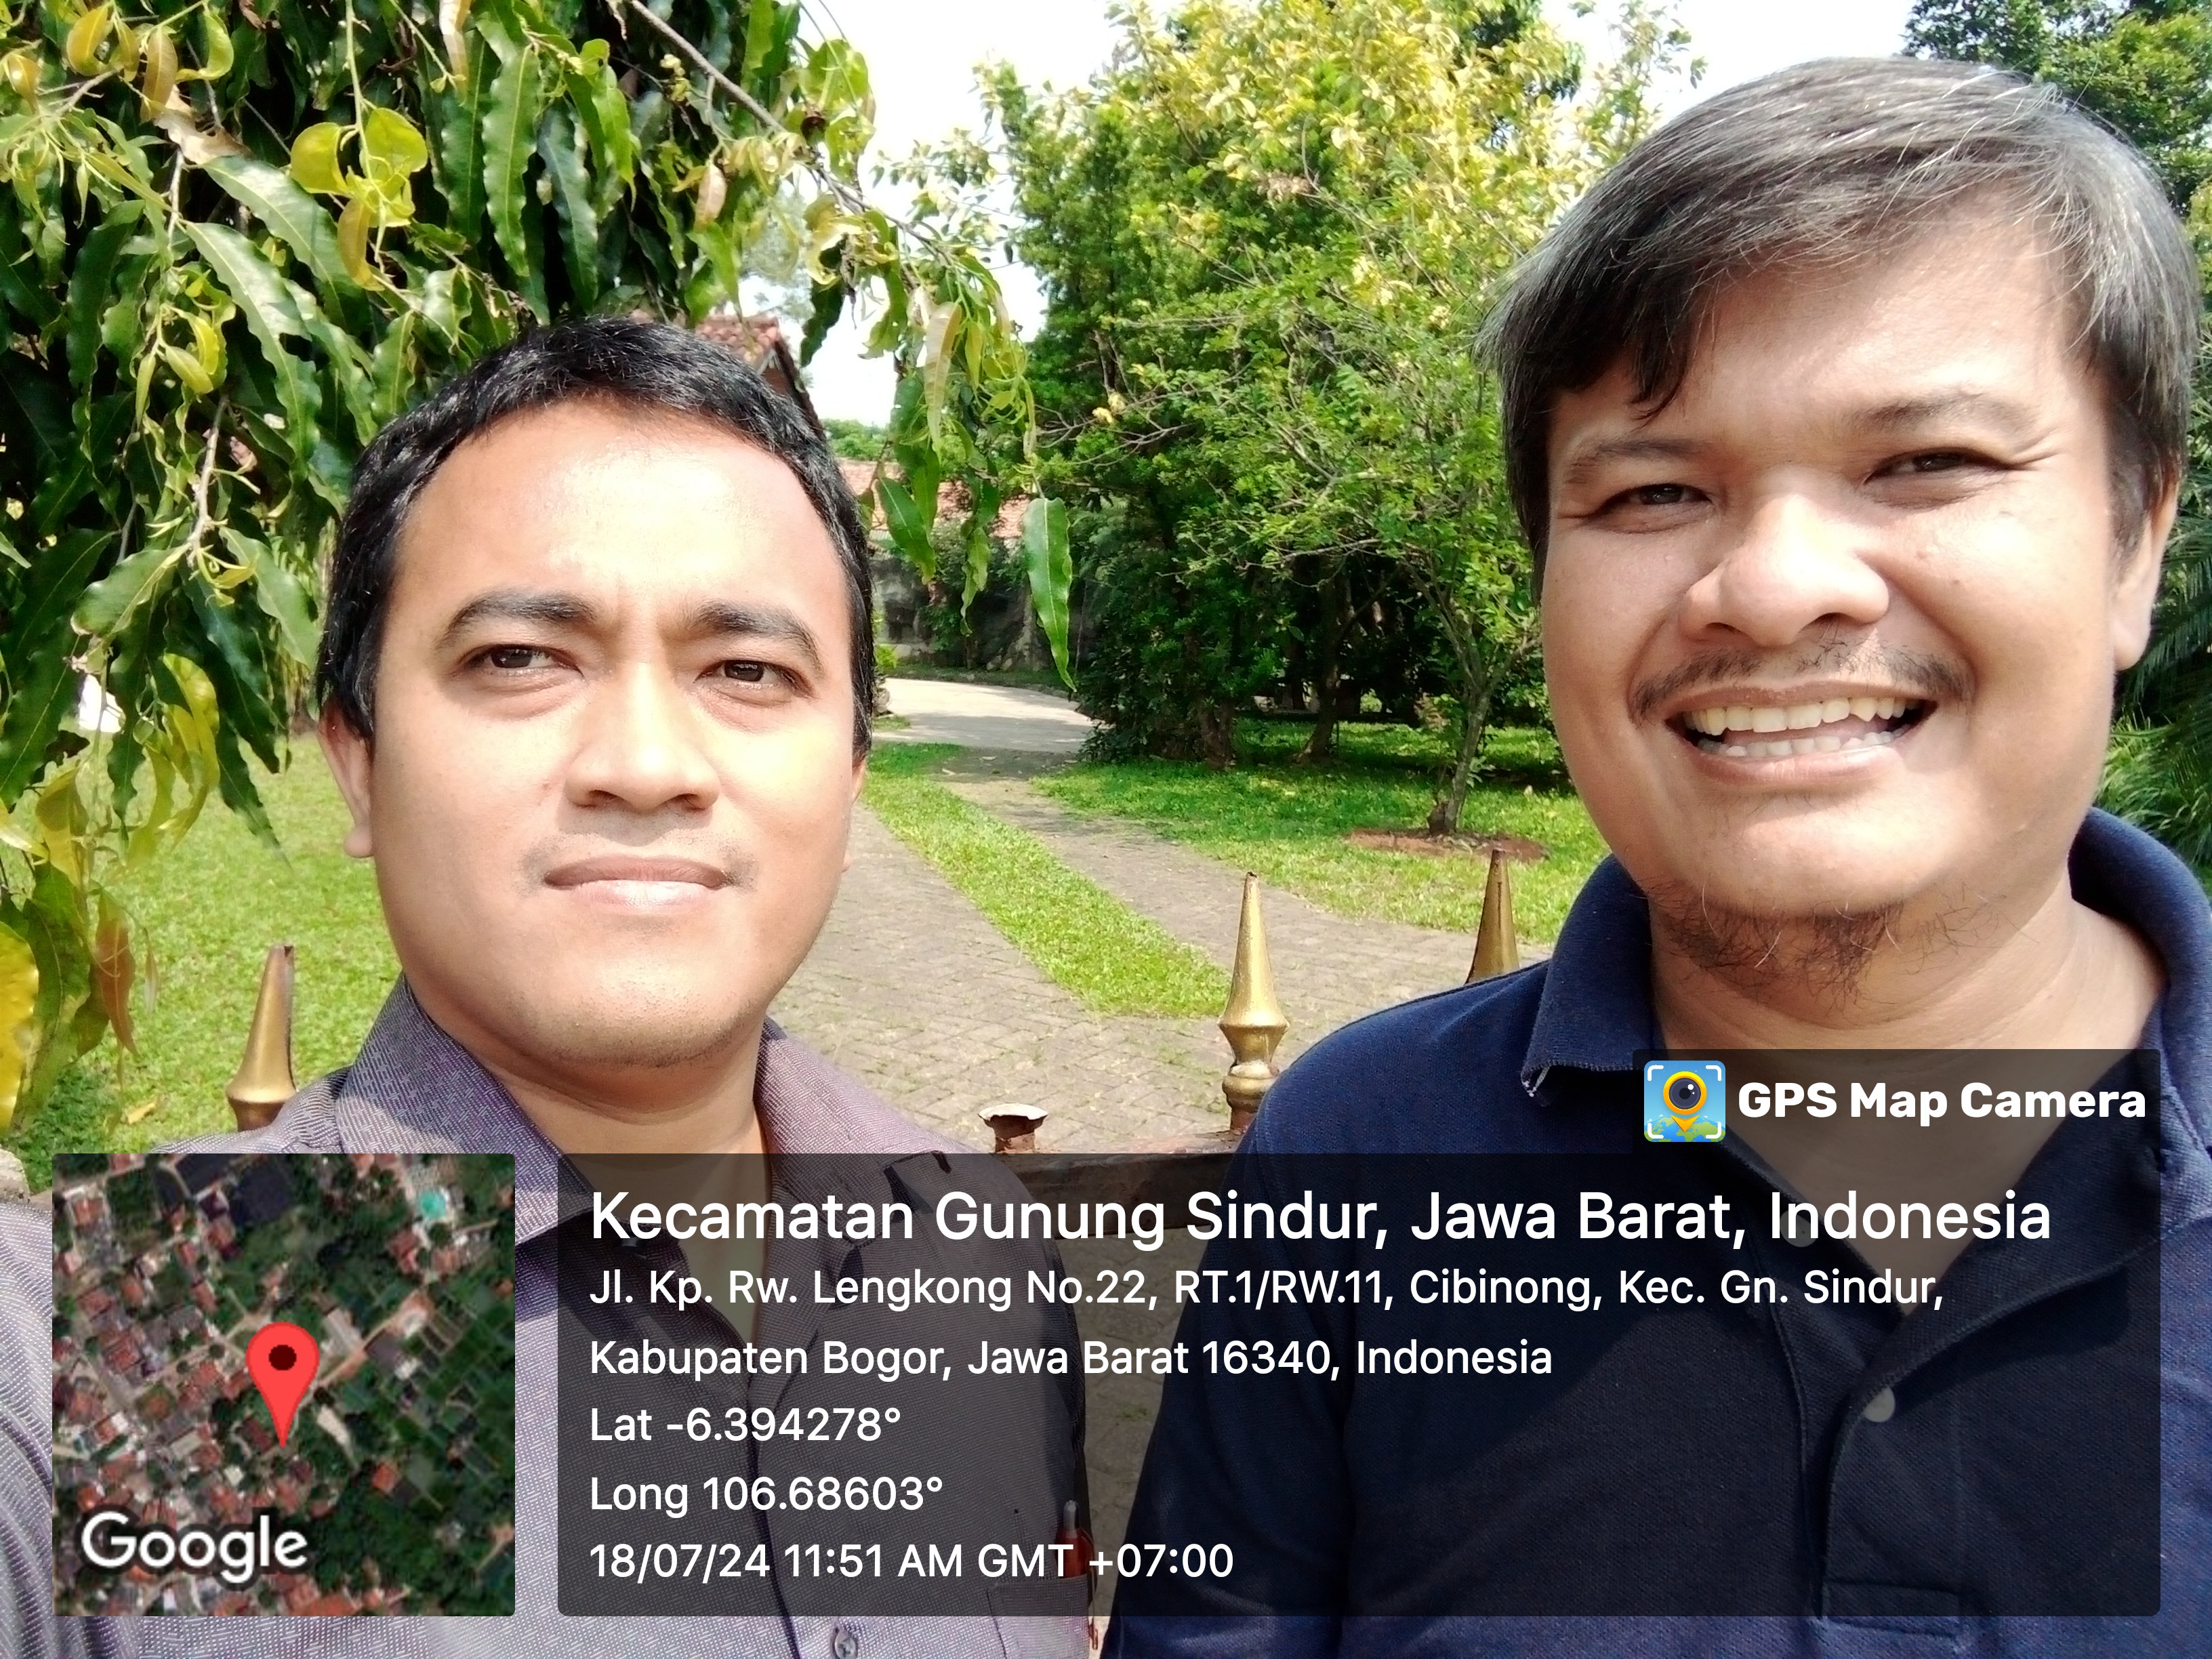 GPS Map Camera
Kecamatan Gunung Sindur, Jawa Barat, Indonesia
Jl. Kp. Rw. Lengkong No.22, RT.1/RW.11, Cibinong, Kec. Gn. Sindur,
Kabupaten Bogor, Jawa Barat 16340, Indonesia
Lat -6.394278°
Long 106.68603°
18/07/24 11:51 AM GMT +07:00
Google